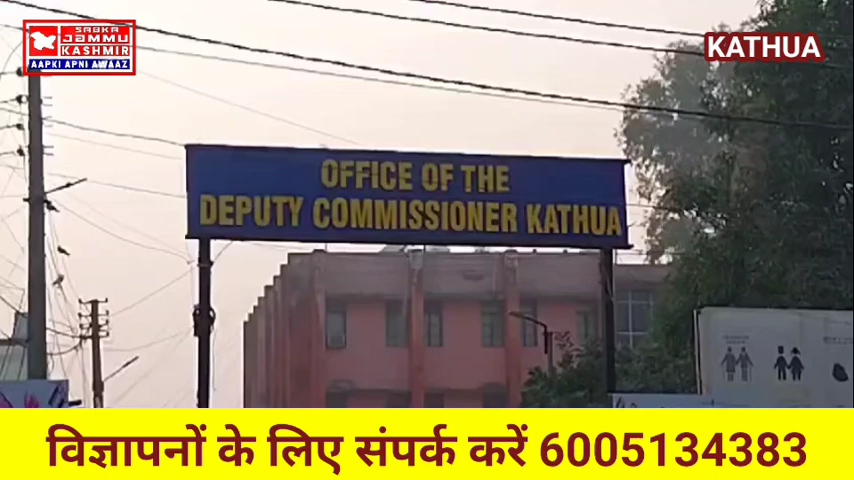 SABKA
JAMMU
KASHMIR
AAPKI APNI AWAAZ
KATHUA
OFFICE OF THE
DEPUTY COMMISSIONER KATHUA
विज्ञापनों के लिए संपर्क करें 6005134383